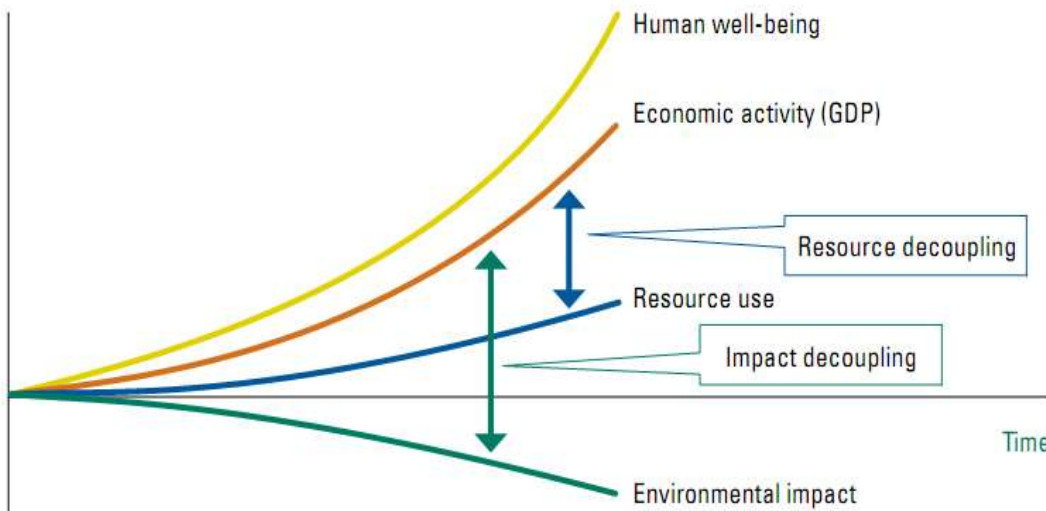 Human well-being
Economic activity (GDP)
Resource decoupling
Resource use
Impact decoupling
Time
Environmental impact